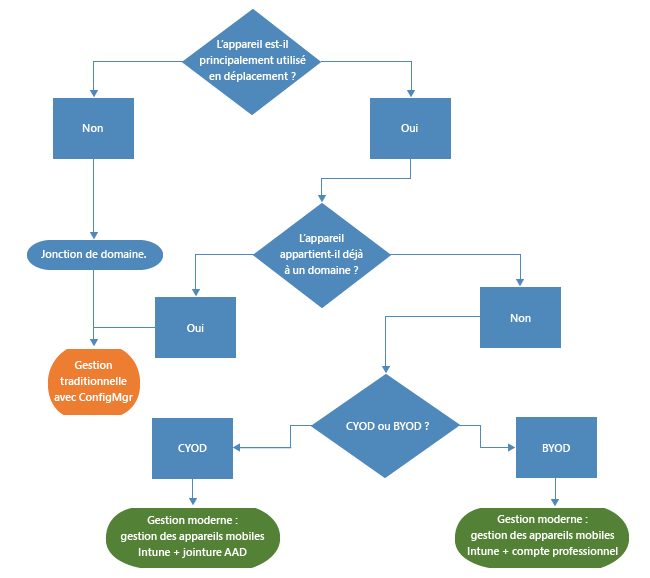 L'appareil est-il
principalement utilisé
en déplacement ?
Non
Oui
Jonction de domaine.
L'appareil
appartient-il déjà
à un domaine ?
Oui
Non
Gestion
traditionnelle
avec ConfigMgr
CYOD ou BYOD ?
CYOD
BYOD
Gestion moderne :
gestion des appareils mobiles
Intune + jointure AAD
Gestion moderne :
gestion des appareils mobiles
Intune + compte professionnel